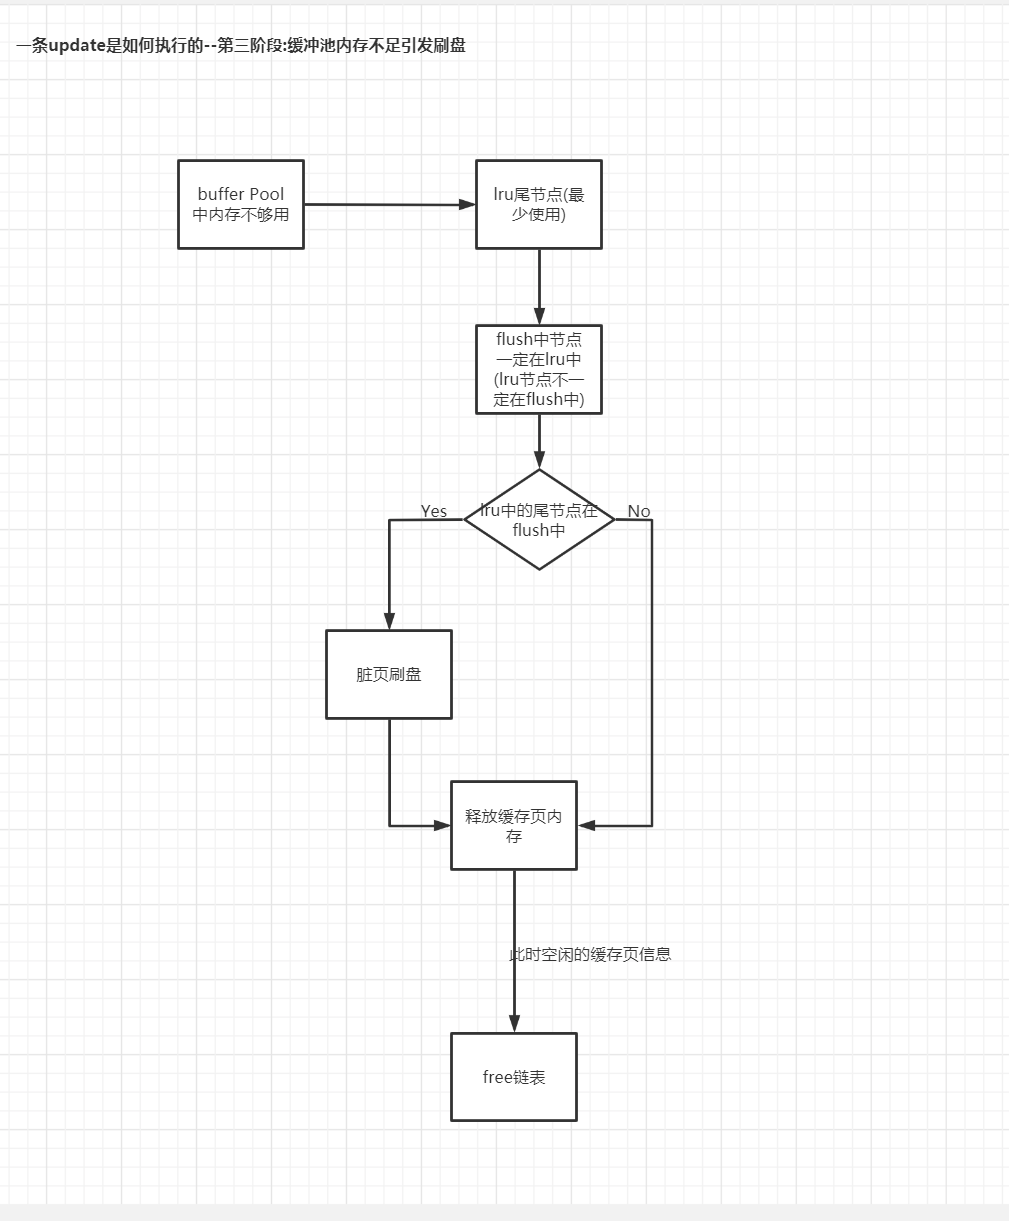 一条update是如何执行的--第三阶段:缓冲池内存不足引发刷盘
buffer Pool
中内存不够用
lru尾节点(最
少使用)
flush中节点
一定在lru中
(lru节点不一
定在flush中)
lru中的尾节点在
flush中
Yes
No
脏页刷盘
释放缓存页内
存
此时空闲的缓存页信息
free链表